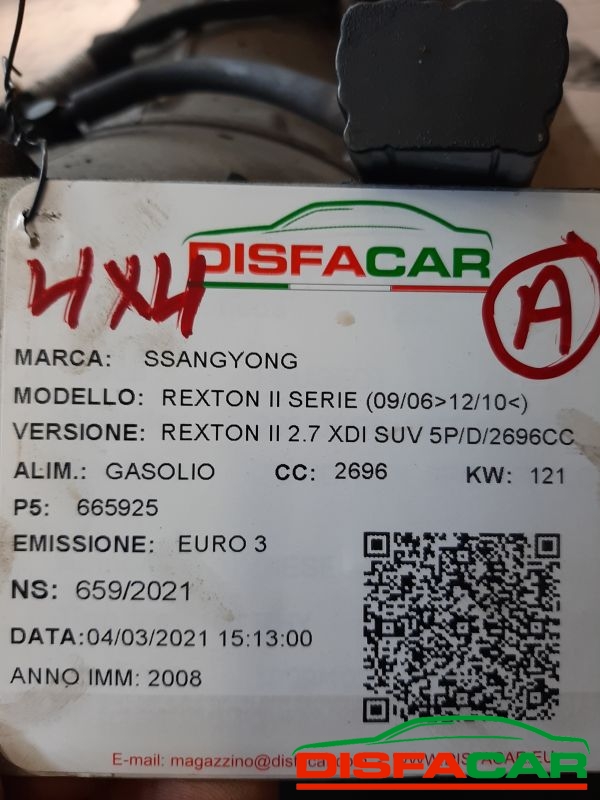 DISFACAR
4X4
A
MARCA: SSANGYONG
MODELLO: REXTON II SERIE (09/06>12/10<)
VERSIONE: REXTON II 2.7 XDI SUV 5P/D/2696CC
ALIM.: GASOLIO CC: 2696 KW: 121
P5: 665925
EMISSIONE: EURO 3
NS: 659/2021
DATA:04/03/2021 15:13:00
ANNO IMM: 2008
E-mail: magazzino@disfaca
DISFACAR